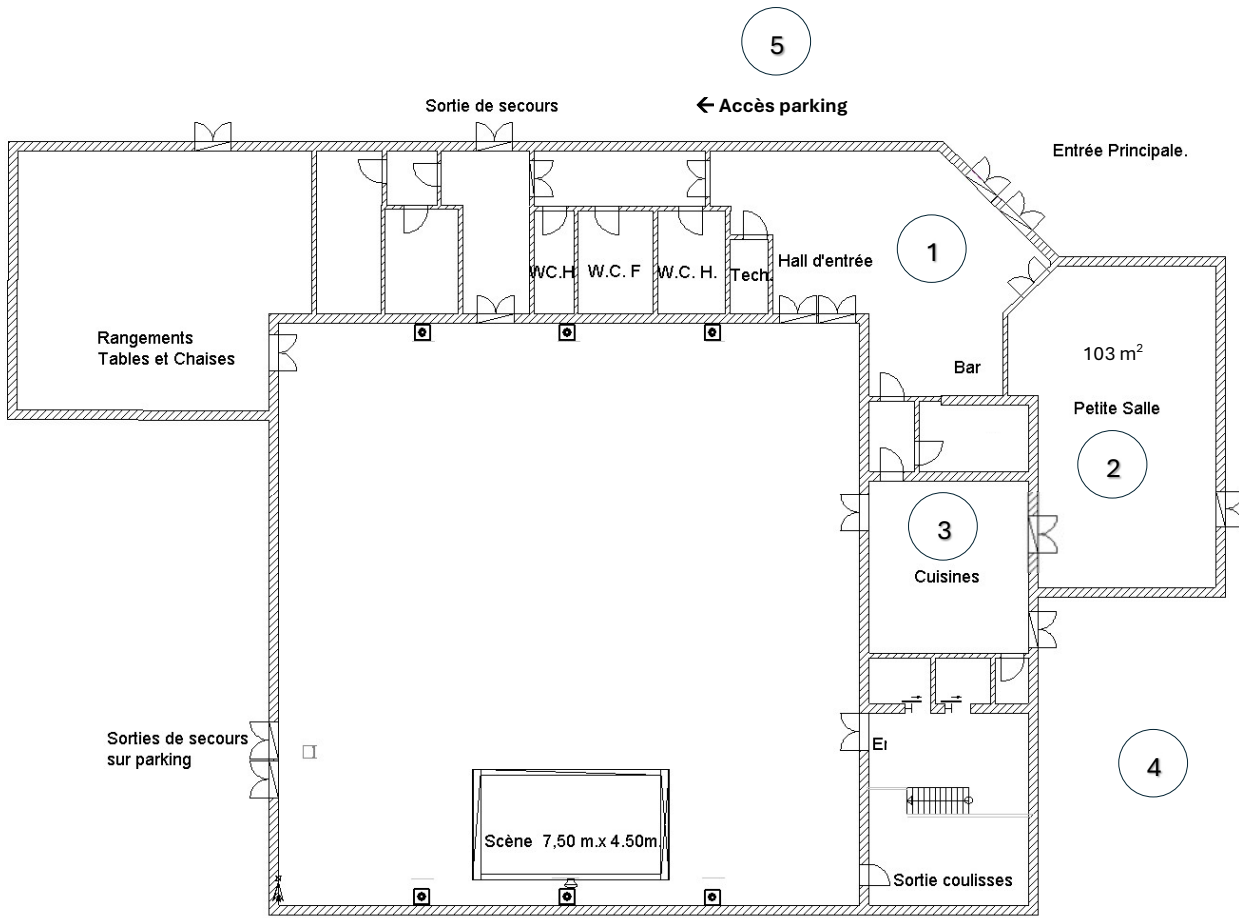 5
Sortie de secours
← Accès parking
Entrée Principale.
1
Hall d'entrée
WC.H
W.C. F
W.C. H.
Tech.
Rangements
Tables et Chaises
103 m²
Bar
Petite Salle
2
3
Cuisines
Sorties de secours
sur parking
4
Scène 7,50 m.x 4.50m.
Sortie coulisses